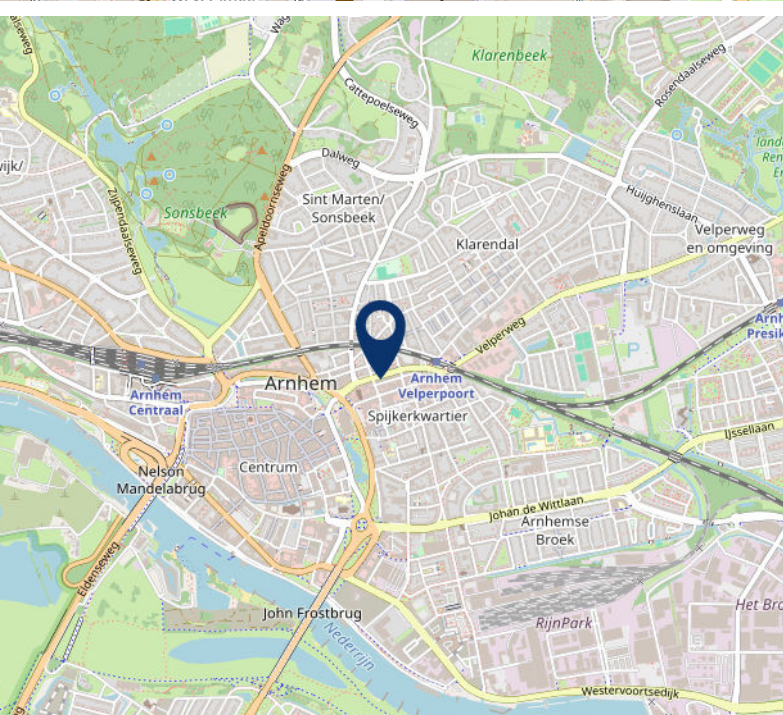 Klarenbeek
Rosendaalseweg
Cattepoelseweg
Dalweg
Apeldoornseweg
Zijpendaalseweg
Sonsbeek
Sint Marten/
Sonsbeek
Huijghenslaan
Klarendal
Velperweg
en omgeving
Velperweg
Arnhem
Centraal
Arnhem
Arnhem
Velperpoort
Spijkerkwartier
IJssellaan
Centrum
Nelson
Mandelabrug
Johan de Wittlaan
Arnhemse
Broek
Eldenseweg
John Frostbrug
Nederrijn
RijnPark
Westervoortsedijk